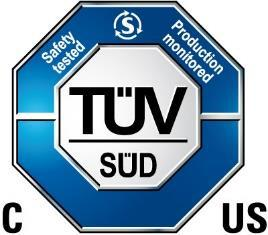 Safety
tested
S
Production
monitored
TÜV
SÜD
C US